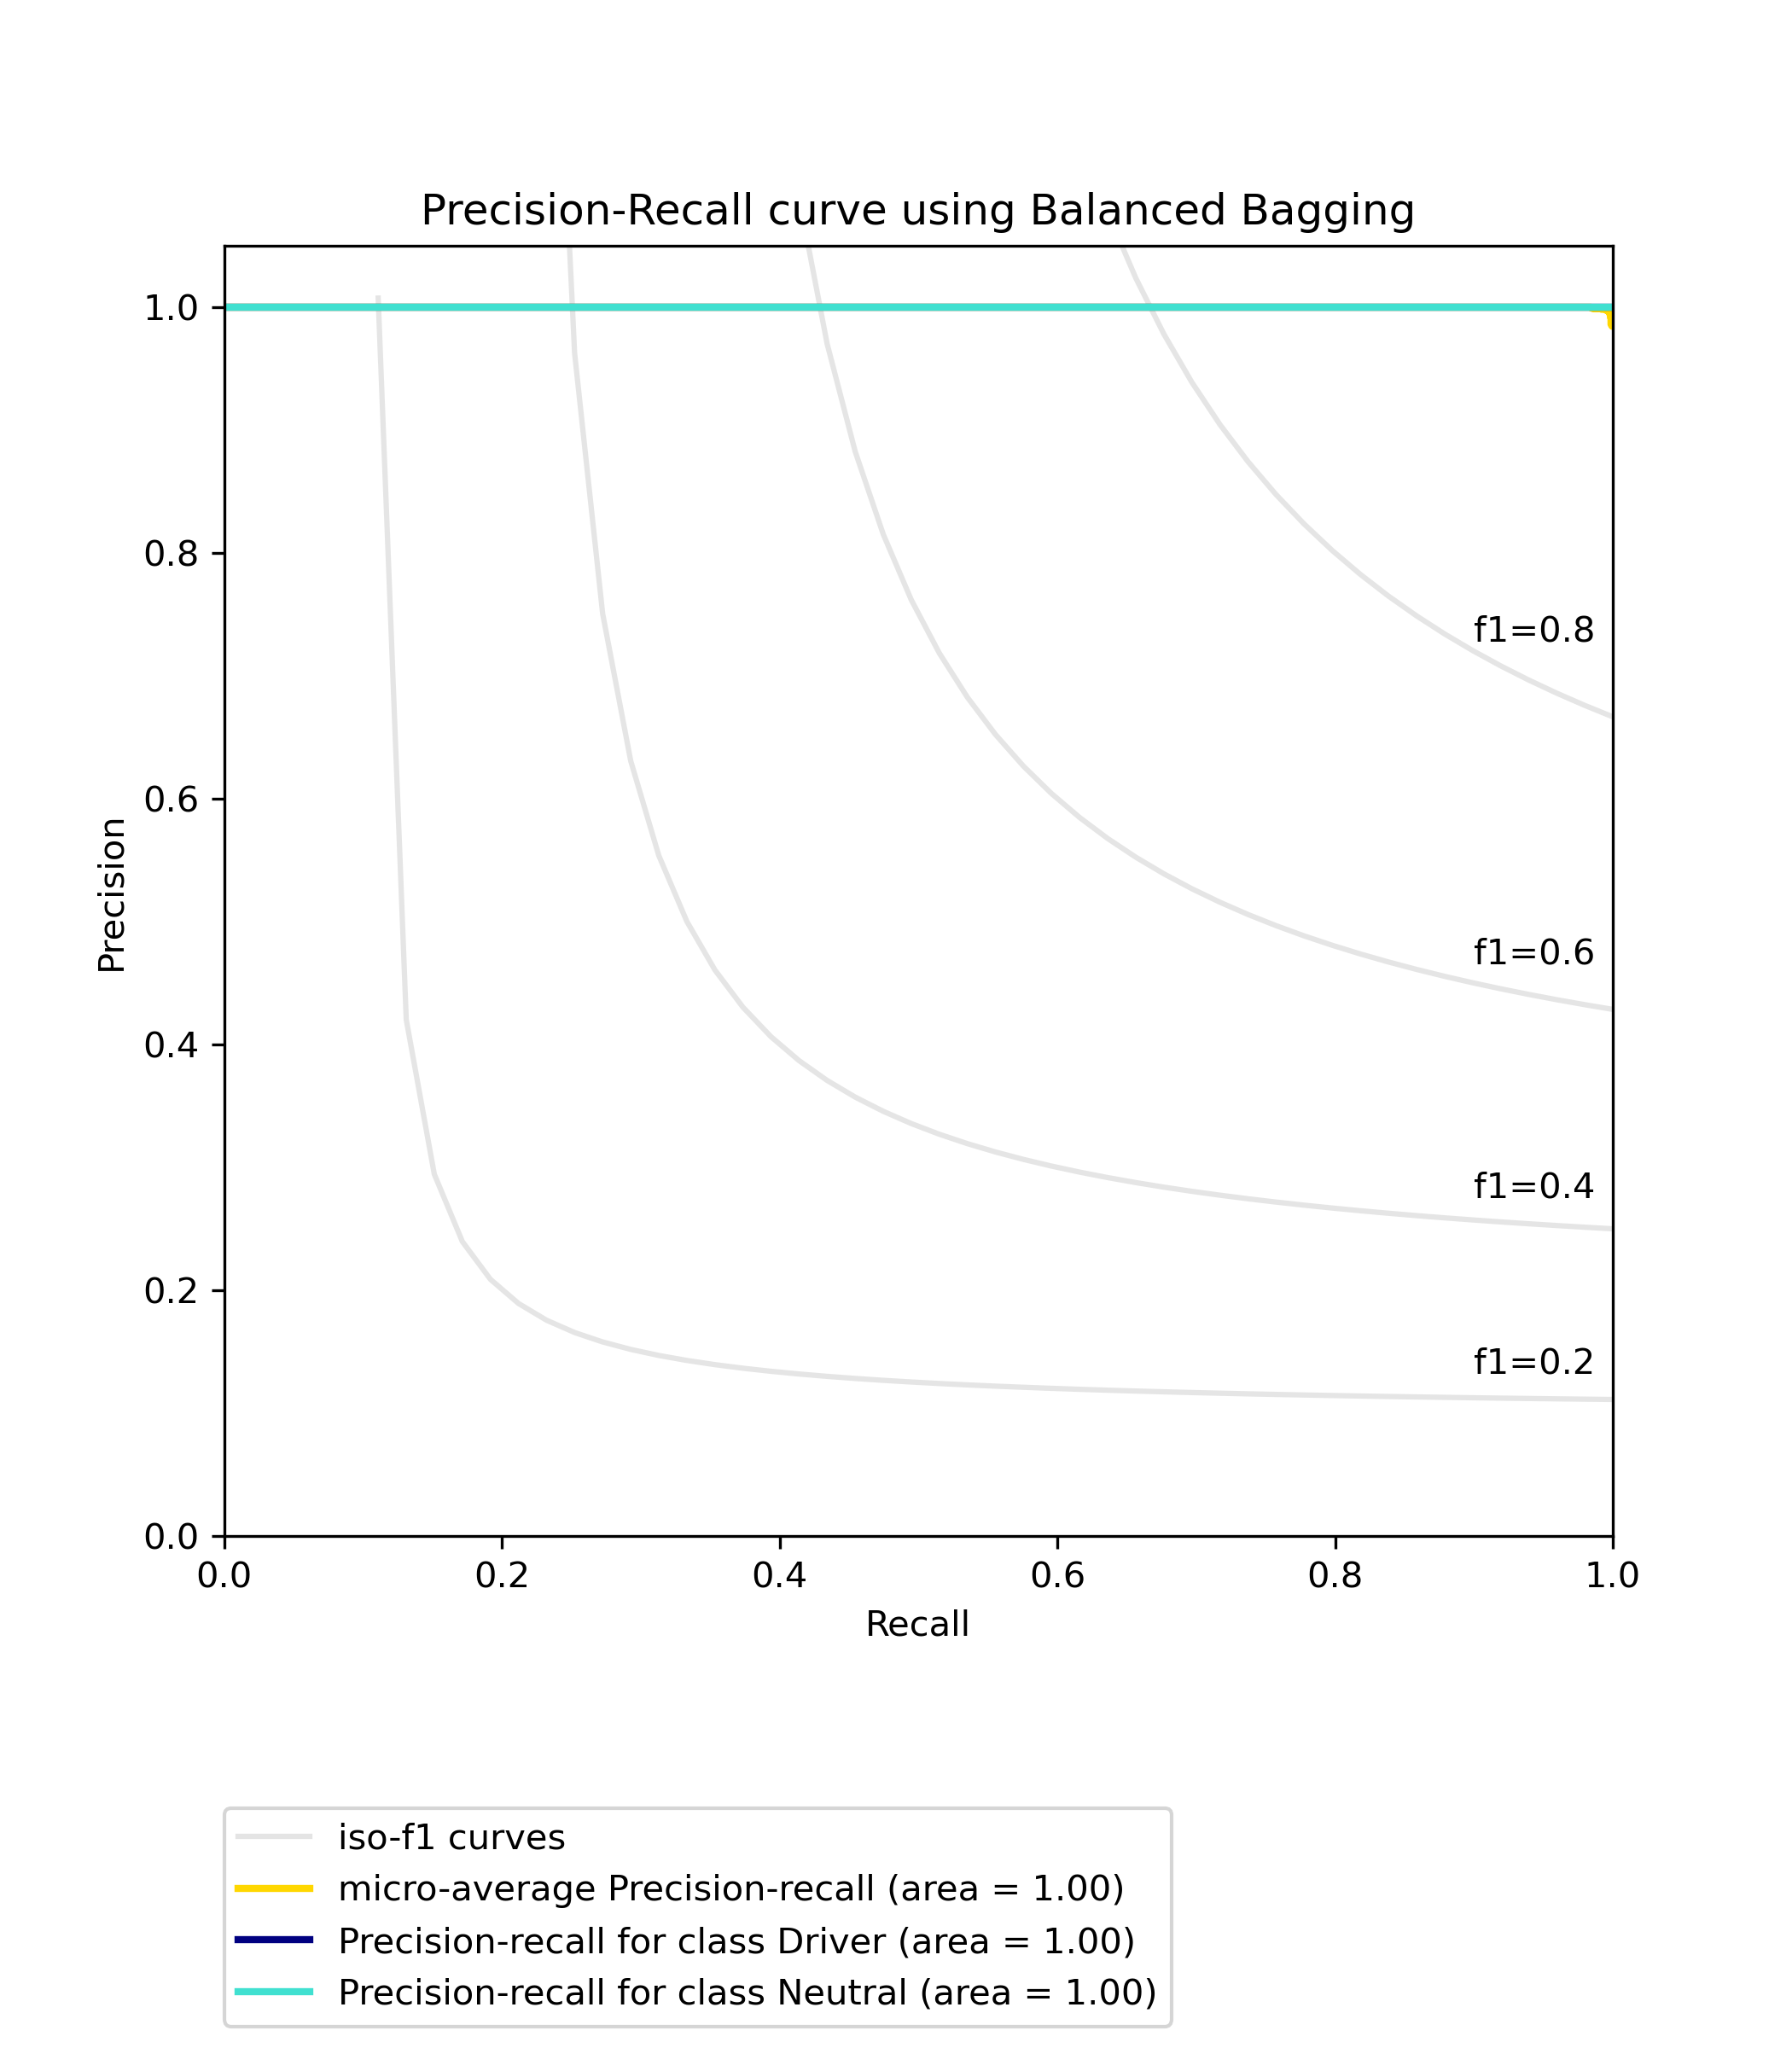 Precision-Recall curve using Balanced Bagging
1.0
0.8
f1=0.8
0.6
Precision
f1=0.6
0.4
f1=0.4
0.2
f1=0.2
0.0
0.0 0.2 0.4 0.6 0.8 1.0
Recall
iso-f1 curves
micro-average Precision-recall (area = 1.00)
Precision-recall for class Driver (area = 1.00)
Precision-recall for class Neutral (area = 1.00)